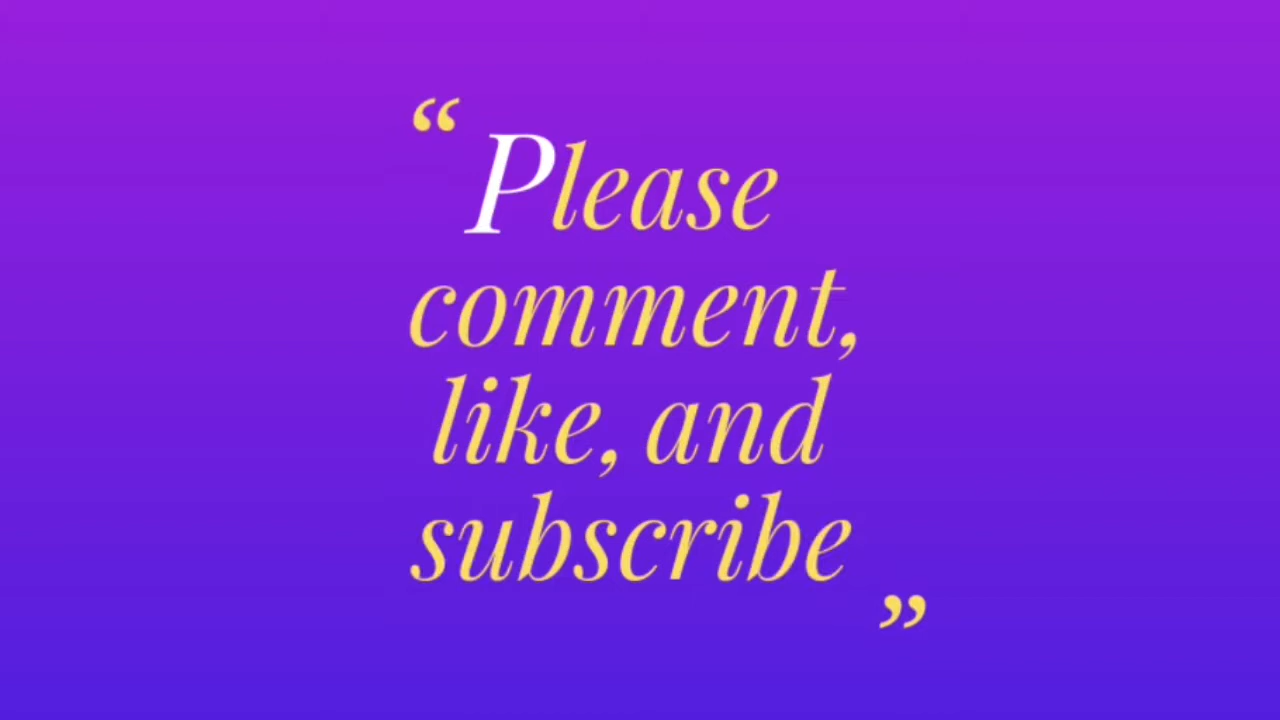 “ Please
comment,
like, and
subscribe ”